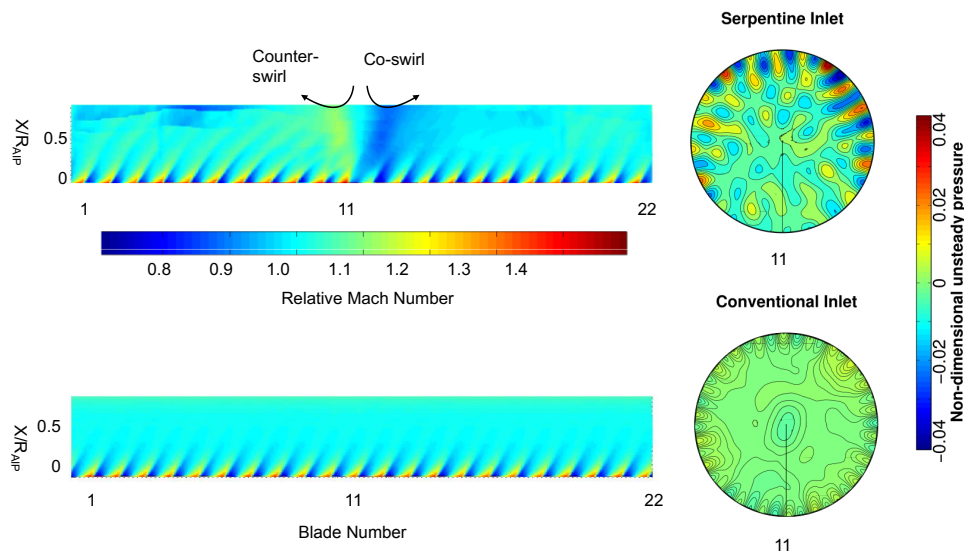 Serpentine Inlet
Counter-
swirl
Co-swirl
X/R_AIP
0.5
0
1
11
22
0.8 0.9 1.0 1.1 1.2 1.3 1.4
Relative Mach Number
11
Conventional Inlet
X/R_AIP
0.5
0
1
11
22
Blade Number
11
0.04
0.02
0
−0.02
−0.04
Non-dimensional unsteady pressure